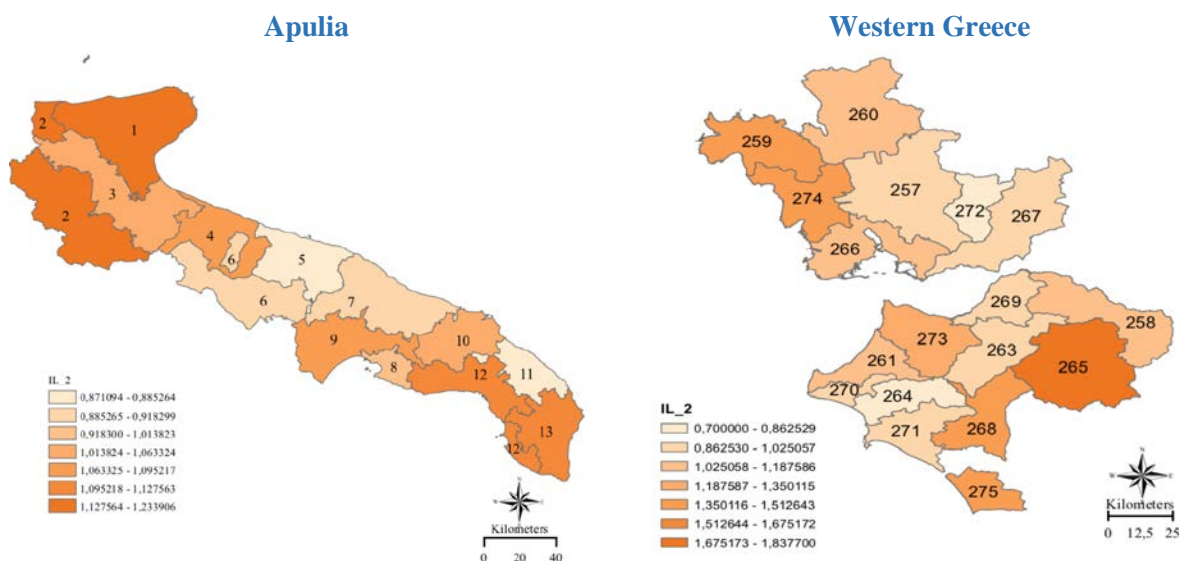 Apulia
Western Greece
1
2
3
2
4
6
5
6
7
9
10
8
12
11
13
12
IL_2
0,871094 - 0,885264
0,885265 - 0,918299
0,918300 - 1,013823
1,013824 - 1,063324
1,063325 - 1,095217
1,095218 - 1,127563
1,127564 - 1,233906
N
W E
S
Kilometers
0 20 40
260
259
257
274
272
267
266
269
258
273
263
261
265
270
264
271
268
275
IL_2
0,700000 - 0,862529
0,862530 - 1,025057
1,025058 - 1,187586
1,187587 - 1,350115
1,350116 - 1,512643
1,512644 - 1,675172
1,675173 - 1,837700
N
W E
S
Kilometers
0 12,5 25